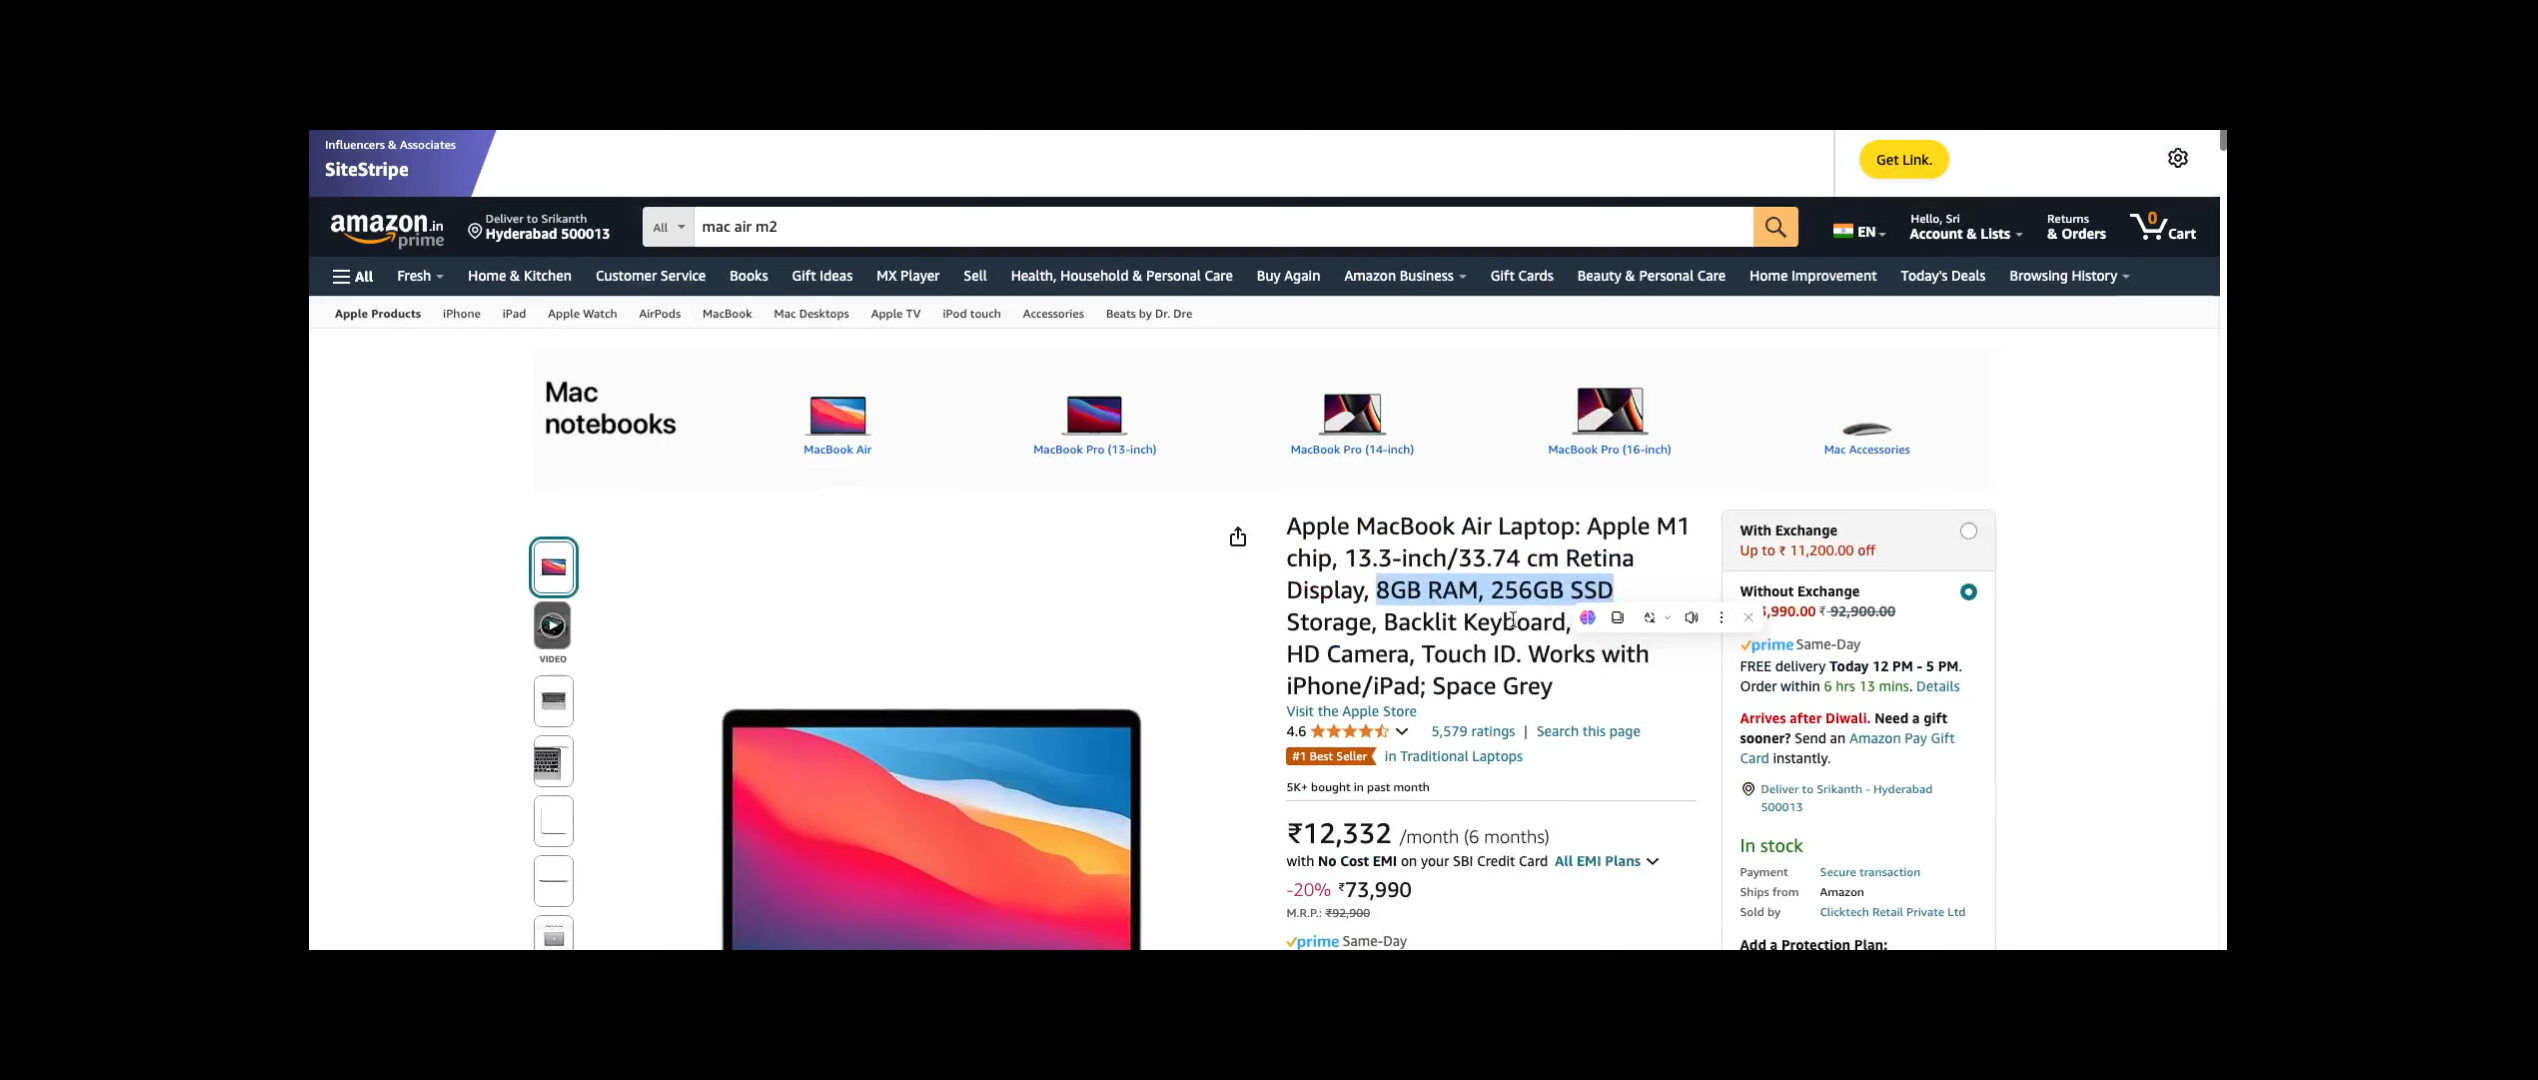 Influencers & Associates
SiteStripe
Get Link.
amazon.in
prime
Deliver to Srikanth
Hyderabad 500013
All
mac air m2
EN
Hello, Sri
Account & Lists
Returns
& Orders
0
Cart
All Fresh Home & Kitchen Customer Service Books Gift Ideas MX Player Sell Health, Household & Personal Care Buy Again Amazon Business Gift Cards Beauty & Personal Care Home Improvement Today's Deals Browsing History
Apple Products iPhone iPad Apple Watch AirPods MacBook Mac Desktops Apple TV iPod touch Accessories Beats by Dr. Dre
Mac
notebooks
MacBook Air
MacBook Pro (13-inch)
MacBook Pro (14-inch)
MacBook Pro (16-inch)
Mac Accessories
VIDEO
Apple MacBook Air Laptop: Apple M1
chip, 13.3-inch/33.74 cm Retina
Display, 8GB RAM, 256GB SSD
Storage, Backlit Keyboard,
HD Camera, Touch ID. Works with
iPhone/iPad; Space Grey
Visit the Apple Store
4.6 5,579 ratings | Search this page
#1 Best Seller in Traditional Laptops
5K+ bought in past month
₹12,332 /month (6 months)
with No Cost EMI on your SBI Credit Card All EMI Plans
-20% ₹73,990
M.R.P.: ₹92,900
prime Same-Day
With Exchange
Up to ₹ 11,200.00 off
Without Exchange
,990.00 ₹ 92,900.00
prime Same-Day
FREE delivery Today 12 PM - 5 PM.
Order within 6 hrs 13 mins. Details
Arrives after Diwali. Need a gift
sooner? Send an Amazon Pay Gift
Card instantly.
Deliver to Srikanth - Hyderabad
500013
In stock
Payment Secure transaction
Ships from Amazon
Sold by Clicktech Retail Private Ltd
Add a Protection Plan: